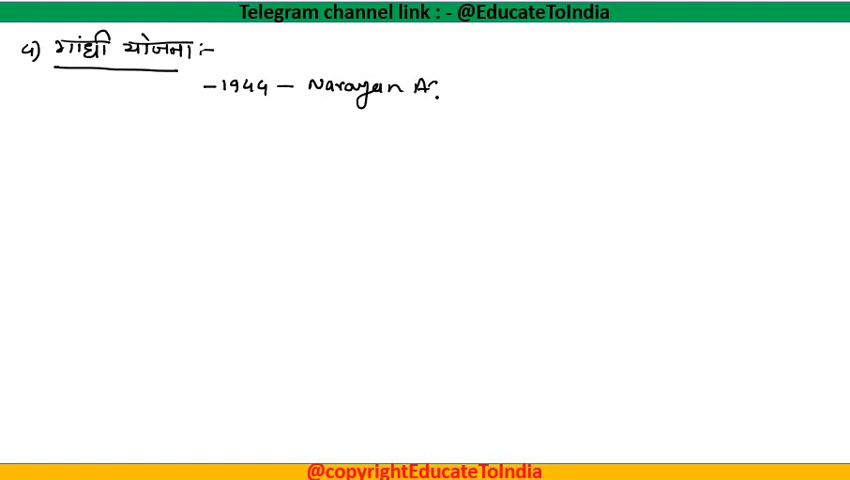 Telegram channel link : - @EducateToIndia
4) गांधी योजना :-
- 1944 - Narayan Ar.
@copyrightEducateToIndia